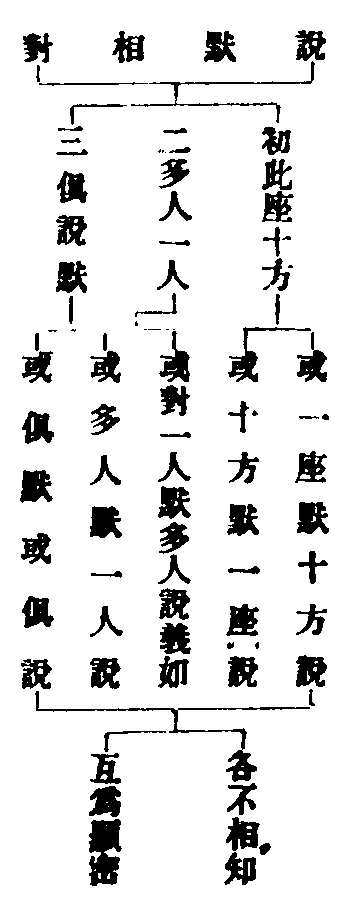 說默相對
初此座十方
二多人一人
三俱說默
或一座默十方說
或十方默一座說
或對一人默多人說義如
或多人默一人說
或俱默或俱說
各不相知
互為顯密